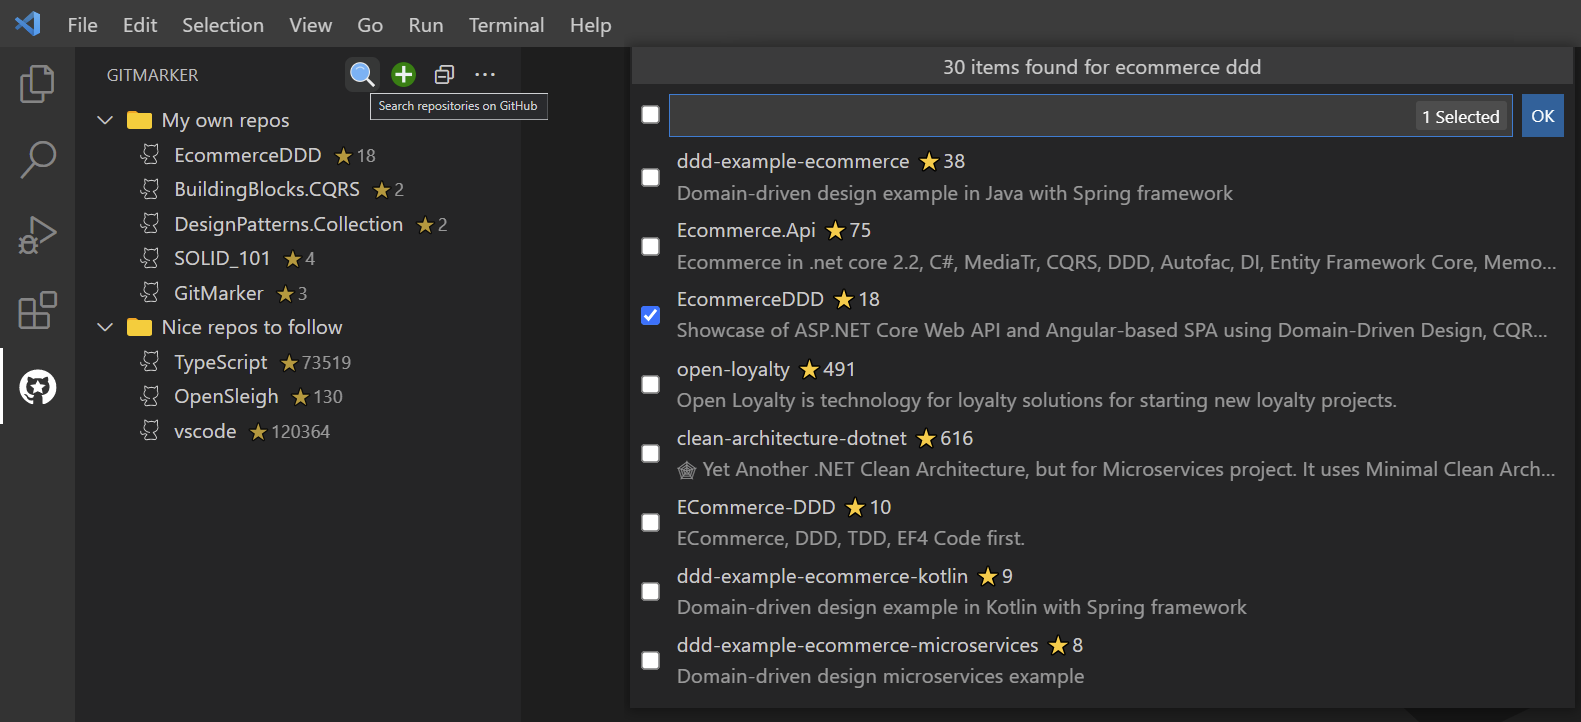 File Edit Selection View Go Run Terminal Help
GITMARKER
Search repositories on GitHub
My own repos
EcommerceDDD 18
BuildingBlocks.CQRS 2
DesignPatterns.Collection 2
SOLID_101 4
GitMarker 3
Nice repos to follow
TypeScript 73519
OpenSleigh 130
vscode 120364
30 items found for ecommerce ddd
1 Selected OK
ddd-example-ecommerce 38
Domain-driven design example in Java with Spring framework
Ecommerce.Api 75
Ecommerce in .net core 2.2, C#, MediaTr, CQRS, DDD, Autofac, DI, Entity Framework Core, Memo...
EcommerceDDD 18
Showcase of ASP.NET Core Web API and Angular-based SPA using Domain-Driven Design, CQR...
open-loyalty 491
Open Loyalty is technology for loyalty solutions for starting new loyalty projects.
clean-architecture-dotnet 616
Yet Another .NET Clean Architecture, but for Microservices project. It uses Minimal Clean Arch...
ECommerce-DDD 10
ECommerce, DDD, TDD, EF4 Code first.
ddd-example-ecommerce-kotlin 9
Domain-driven design example in Kotlin with Spring framework
ddd-example-ecommerce-microservices 8
Domain-driven design microservices example